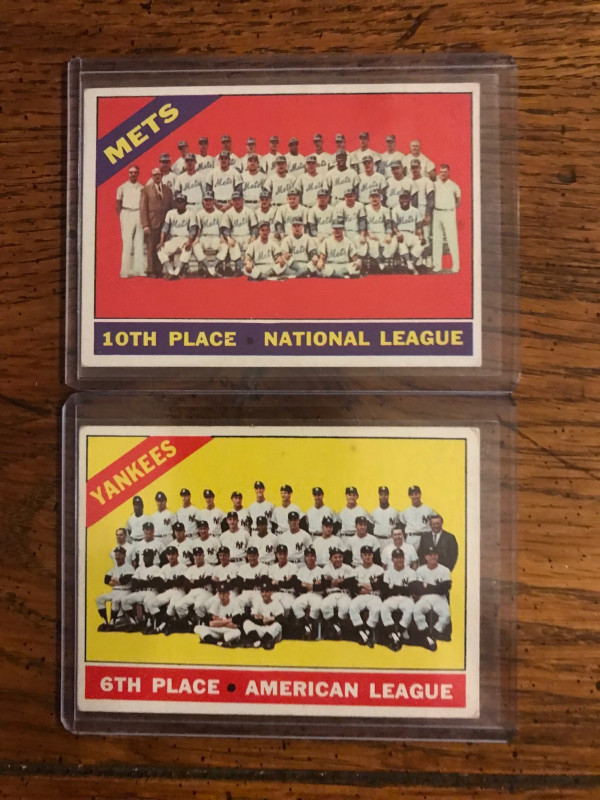 METS
10TH PLACE • NATIONAL LEAGUE
YANKEES
6TH PLACE • AMERICAN LEAGUE